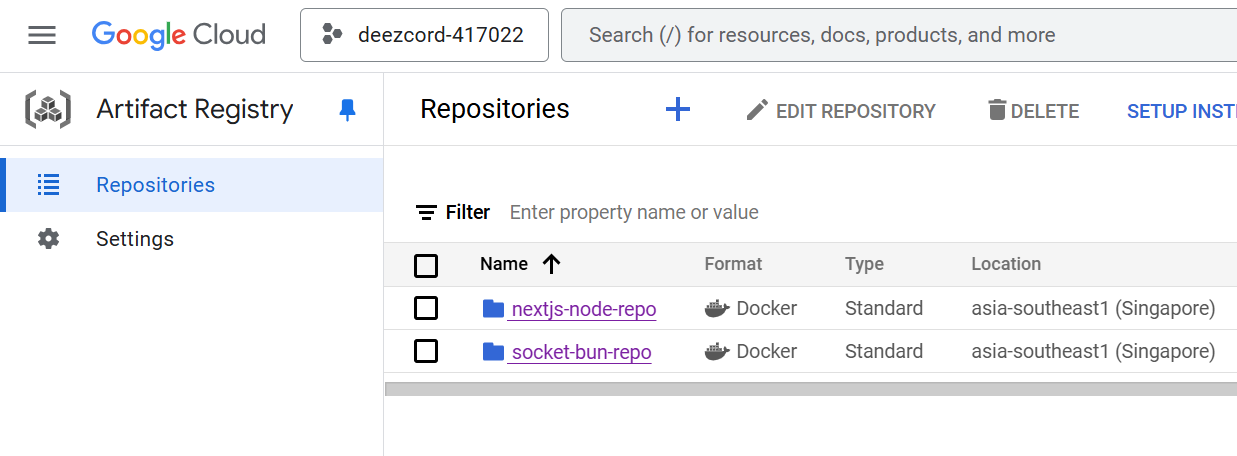 Google Cloud
deezcord-417022
Search (/) for resources, docs, products, and more
Artifact Registry
Repositories
EDIT REPOSITORY
DELETE
SETUP INSTI
Repositories
Settings
Filter Enter property name or value
Name Format Type Location
nextjs-node-repo Docker Standard asia-southeast1 (Singapore)
socket-bun-repo Docker Standard asia-southeast1 (Singapore)